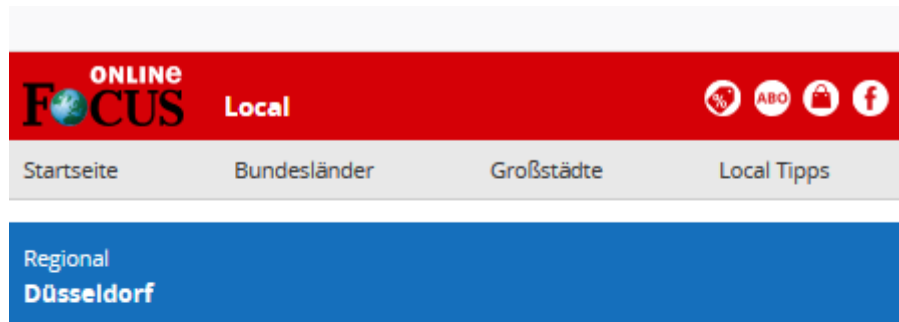 ONLINE
FOCUS
Local
% ABO f
Startseite Bundesländer Großstädte Local Tipps
Regional
Düsseldorf